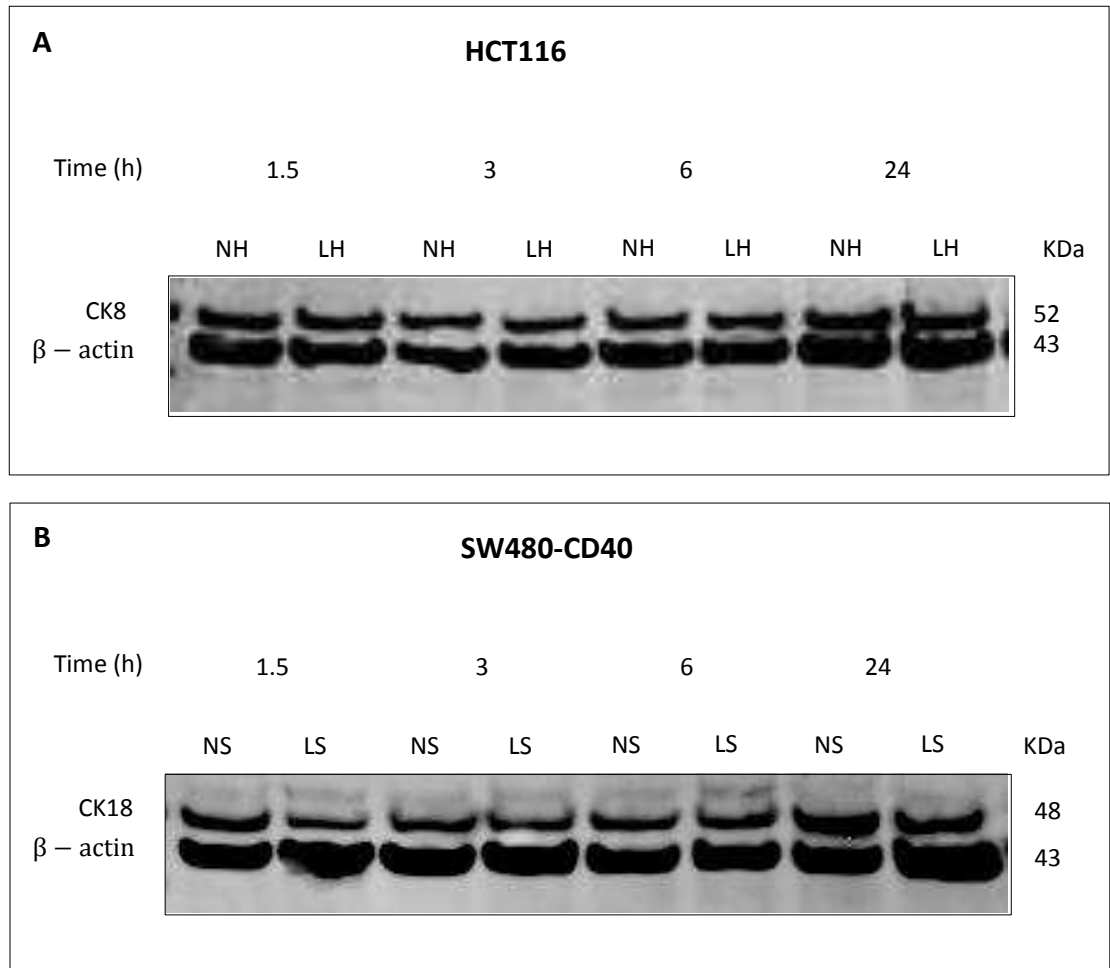 A
HCT116
Time (h) 1.5 3 6 24
NH LH NH LH NH LH NH LH KDa
CK8 52
β – actin 43
B
SW480-CD40
Time (h) 1.5 3 6 24
NS LS NS LS NS LS NS LS KDa
CK18 48
β – actin 43